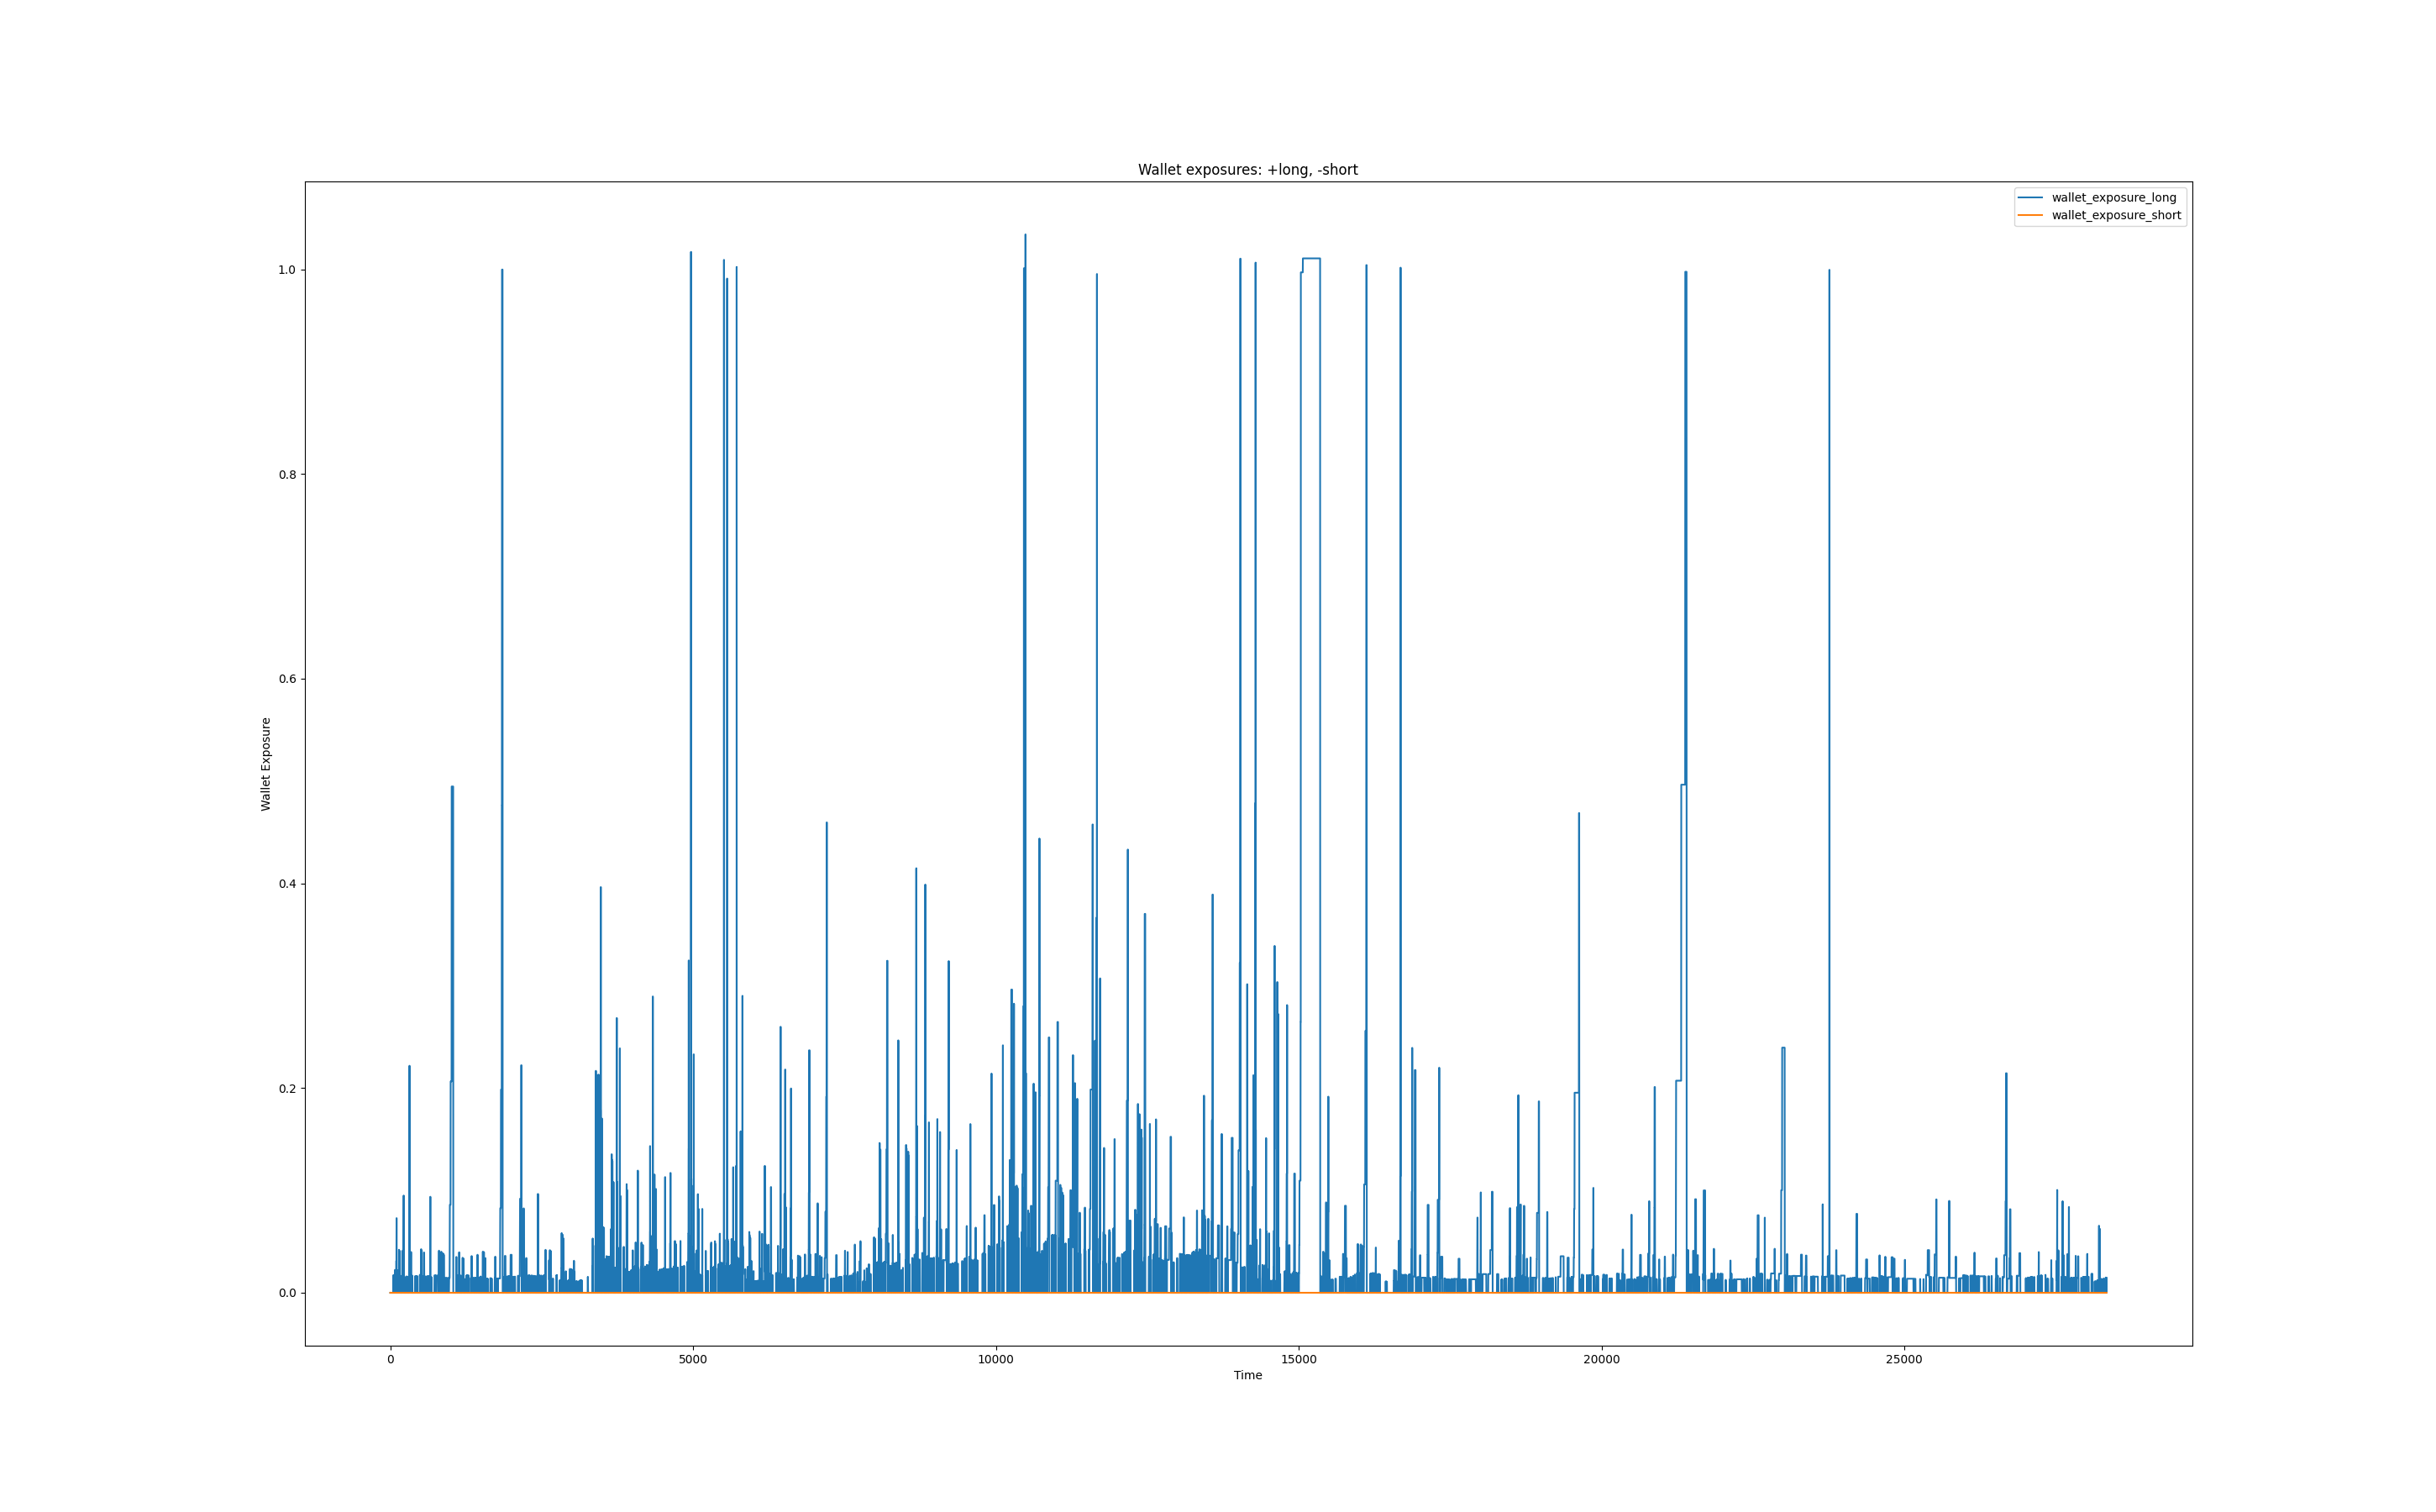 Wallet exposures: +long, -short
wallet_exposure_long
wallet_exposure_short
1.0
0.8
0.6
0.4
0.2
0.0
Wallet Exposure
0 5000 10000 15000 20000 25000
Time